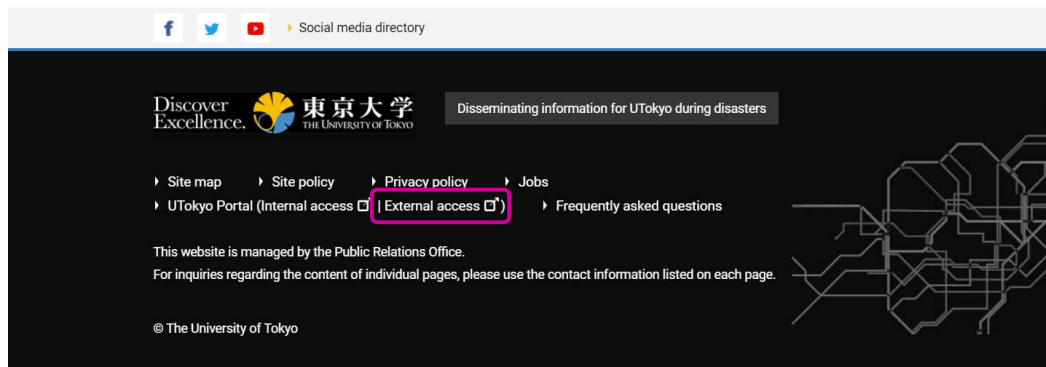 Social media directory
Discover
Excellence.
東京大学
THE UNIVERSITY OF TOKYO
Disseminating information for UTokyo during disasters
Site map Site policy Privacy policy Jobs
UTokyo Portal (Internal access | External access ) Frequently asked questions
This website is managed by the Public Relations Office.
For inquiries regarding the content of individual pages, please use the contact information listed on each page.
© The University of Tokyo